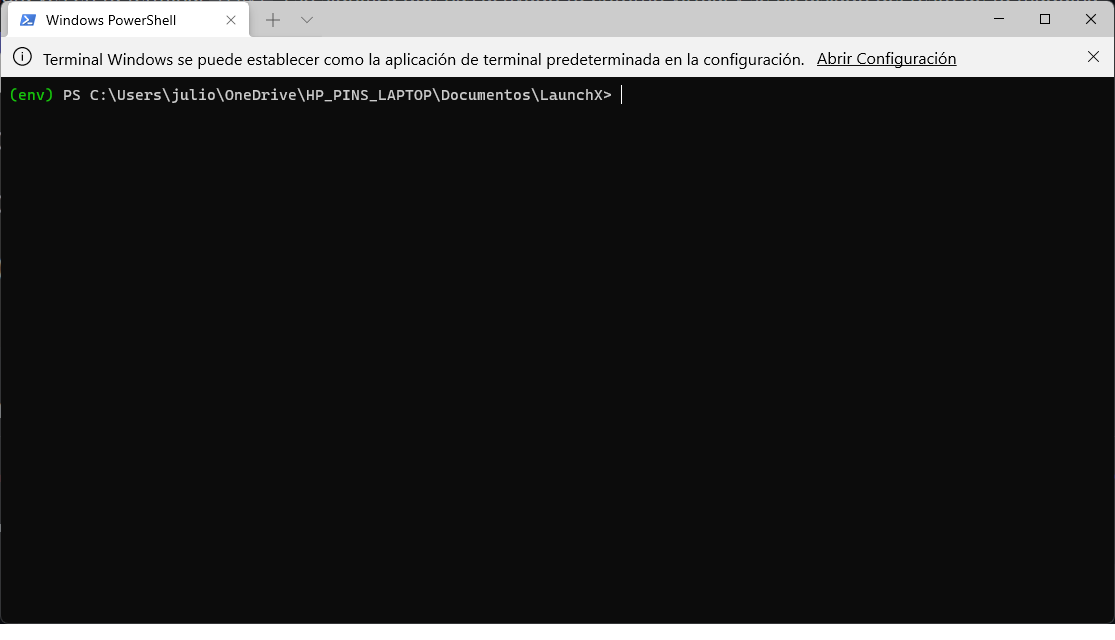 Windows PowerShell
Terminal Windows se puede establecer como la aplicación de terminal predeterminada en la configuración. Abrir Configuración
(env) PS C:\Users\julio\OneDrive\HP_PINS_LAPTOP\Documentos\LaunchX>